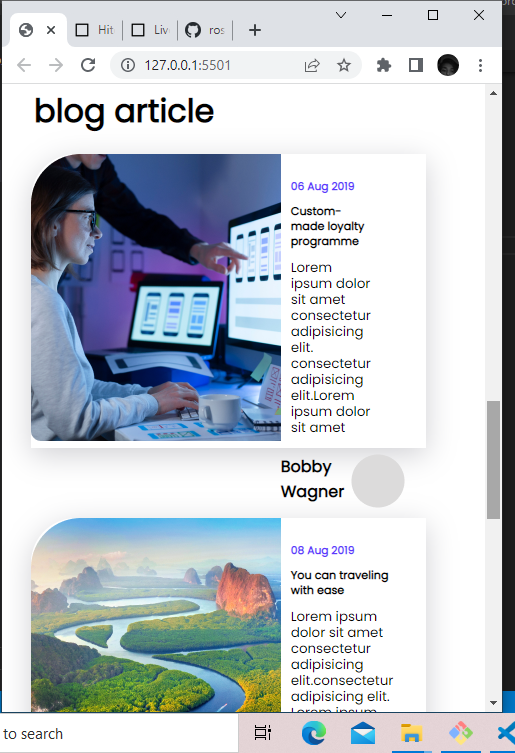 Hit
Liv
ros
127.0.0.1:5501
blog article
06 Aug 2019
Custom-
made loyalty
programme
Lorem
ipsum dolor
sit amet
consectetur
adipisicing
elit.
consectetur
adipisicing
elit.Lorem
ipsum dolor
sit amet
Bobby
Wagner
08 Aug 2019
You can traveling
with ease
Lorem ipsum
dolor sit amet
consectetur
adipisicing
elit.consectetur
adipisicing elit.
Lorem ipsum
to search